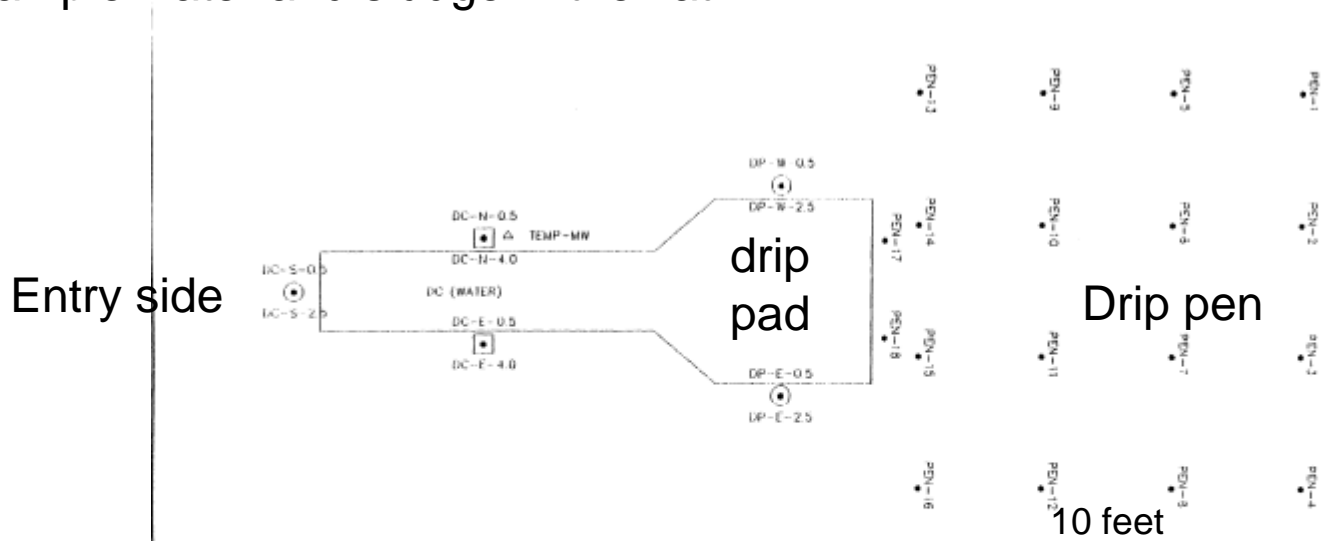 PEN-13
PEN-9
PEN-5
PEN-1
DP-W-0.5
DP-W-2.5
DC-N-0.5
TEMP-MW
DC-N-4.0
PEN-17
PEN-14
PEN-10
PEN-6
PEN-2
drip
pad
DC-S-0.5
Entry side
DC (WATER)
DC-S-2.5
Drip pen
DC-E-0.5
DC-E-4.0
PEN-18
PEN-15
PEN-11
PEN-7
PEN-3
DP-E-0.5
DP-E-2.5
PEN-16
PEN-12
PEN-8
PEN-4
10 feet